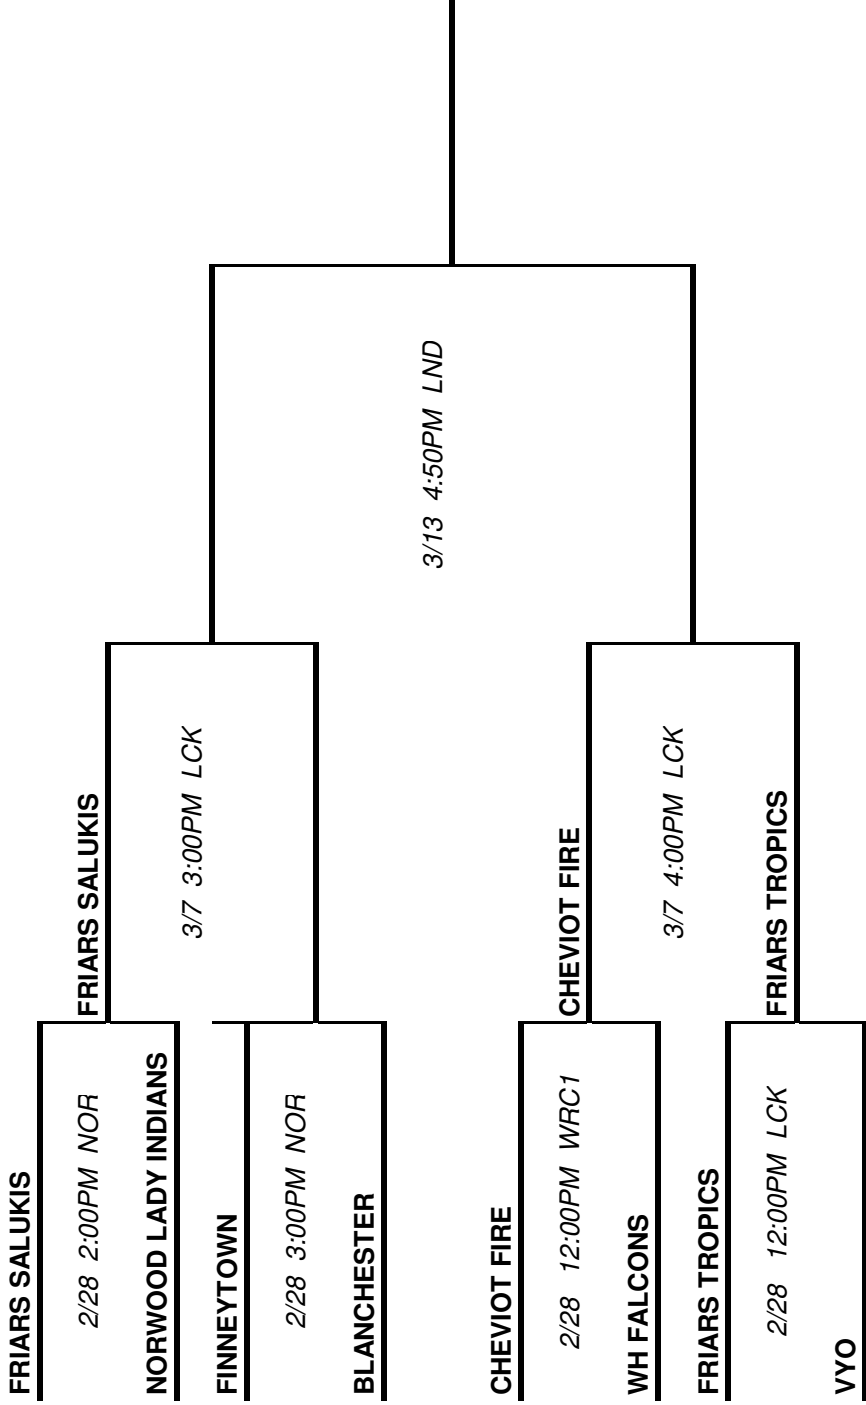 FRIARS SALUKIS
2/28 2:00PM NOR
NORWOOD LADY INDIANS
FINNEYTOWN
2/28 3:00PM NOR
BLANCHESTER
CHEVIOT FIRE
2/28 12:00PM WRC1
WH FALCONS
FRIARS TROPICS
2/28 12:00PM LCK
VYO
FRIARS SALUKIS
3/7 3:00PM LCK
CHEVIOT FIRE
3/7 4:00PM LCK
FRIARS TROPICS
3/13 4:50PM LND